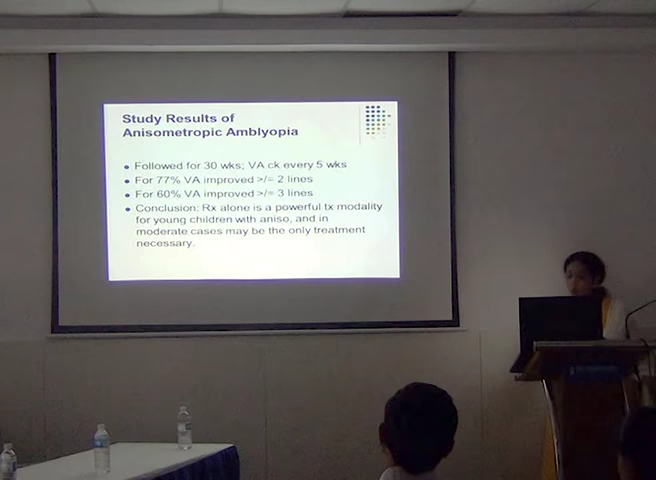 Study Results of
Anisometropic Amblyopia
• Followed for 30 wks; VA ck every 5 wks
• For 77% VA improved >/= 2 lines
• For 60% VA improved >/= 3 lines
• Conclusion: Rx alone is a powerful tx modality
for young children with aniso, and in
moderate cases may be the only treatment
necessary.